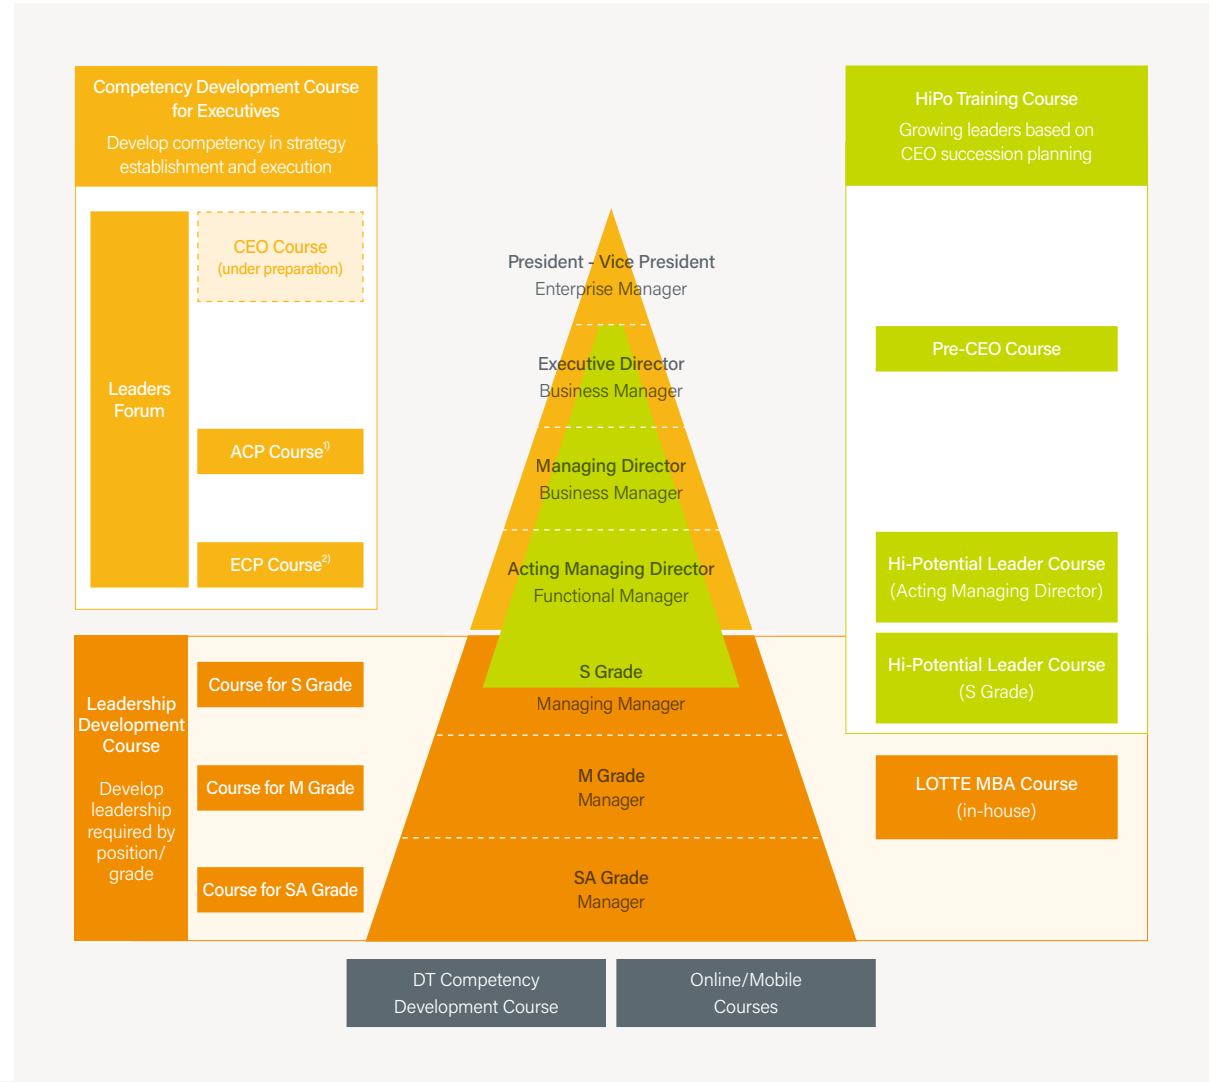 Competency Development Course
for Executives
Develop competency in strategy
establishment and execution
Leaders
Forum
CEO Course
(under preparation)
ACP Course1)
ECP Course2)
President - Vice President
Enterprise Manager
Executive Director
Business Manager
Managing Director
Business Manager
Acting Managing Director
Functional Manager
S Grade
Managing Manager
M Grade
Manager
SA Grade
Manager
HiPo Training Course
Growing leaders based on
CEO succession planning
Pre-CEO Course
Hi-Potential Leader Course
(Acting Managing Director)
Hi-Potential Leader Course
(S Grade)
Leadership
Development
Course
Develop
leadership
required by
position/
grade
Course for S Grade
Course for M Grade
Course for SA Grade
LOTTE MBA Course
(in-house)
DT Competency
Development Course
Online/Mobile
Courses